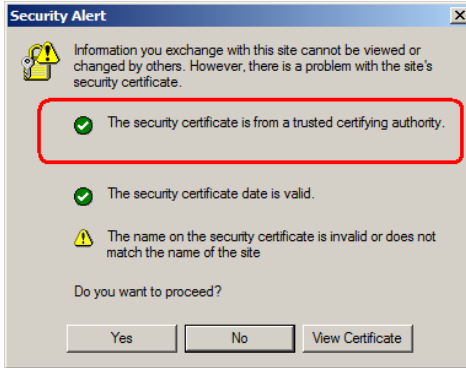 Security Alert
Information you exchange with this site cannot be viewed or
changed by others. However, there is a problem with the site's
security certificate.
The security certificate is from a trusted certifying authority.
The security certificate date is valid.
The name on the security certificate is invalid or does not
match the name of the site
Do you want to proceed?
Yes
No
View Certificate